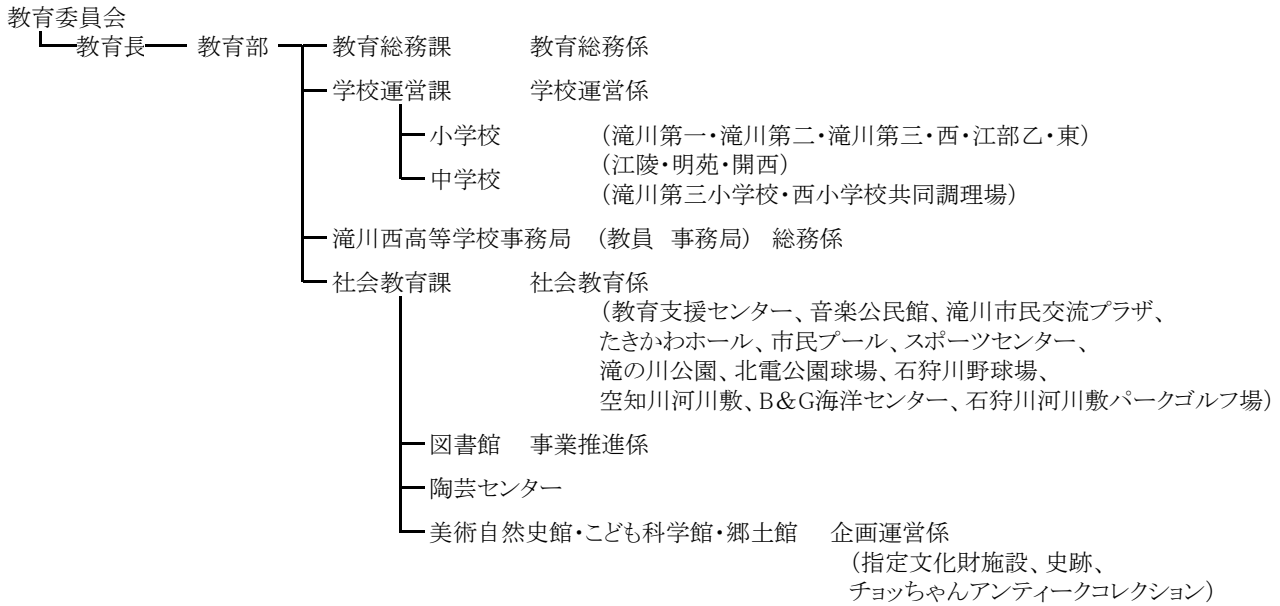 教育委員会
教育長 教育部 教育総務課 教育総務係
学校運営課 学校運営係
小学校 (滝川第一・滝川第二・滝川第三・西・江部乙・東)
(江陵・明苑・開西)
中学校
(滝川第三小学校・西小学校共同調理場)
滝川西高等学校事務局 (教員 事務局) 総務係
社会教育課 社会教育係
(教育支援センター、音楽公民館、滝川市民交流プラザ、
たきかわホール、市民プール、スポーツセンター、
滝の川公園、北電公園球場、石狩川野球場、
空知川河川敷、B&G海洋センター、石狩川河川敷パークゴルフ場)
図書館 事業推進係
陶芸センター
美術自然史館・こども科学館・郷土館 企画運営係
(指定文化財施設、史跡、
チョッちゃんアンティークコレクション)